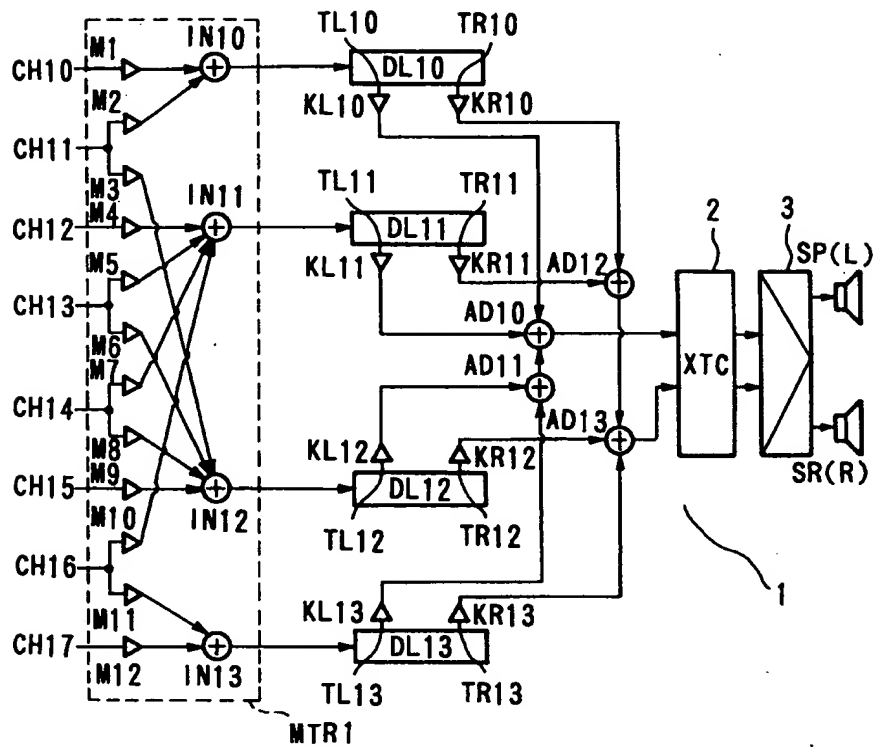 TL10 TR10
M1 IN10
CH10 DL10
M2 KL10 KR10
CH11
M3 IN11 TL11 TR11
M4 2 3
CH12 DL11 SP(L)
M5 KL11 KR11 AD12
CH13 AD10
M6 XTC
M7 AD11
CH14 AD13
M8 KL12 KR12
CH15 M9 SR(R)
IN12 DL12
M10
TL12 TR12
CH16
1
M11 KL13 KR13
CH17 DL13
M12 IN13
TL13 TR13
MTR1